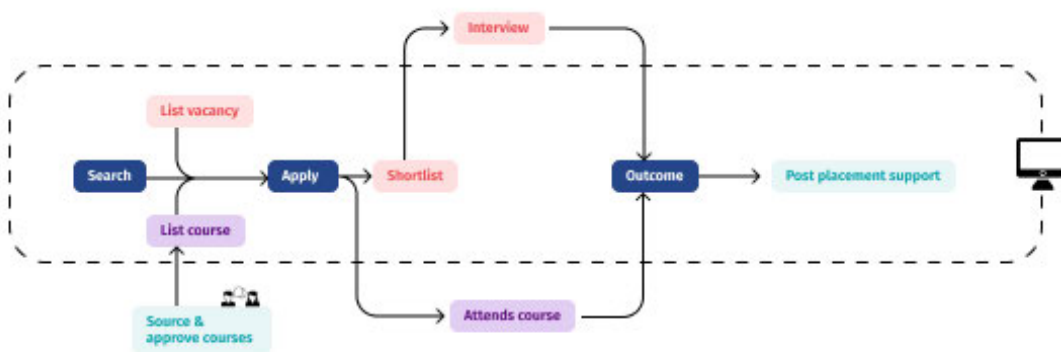 Interview
List vacancy
Search
Apply
Shortlist
Outcome
Post placement support
List course
Attends course
Source &
approve courses